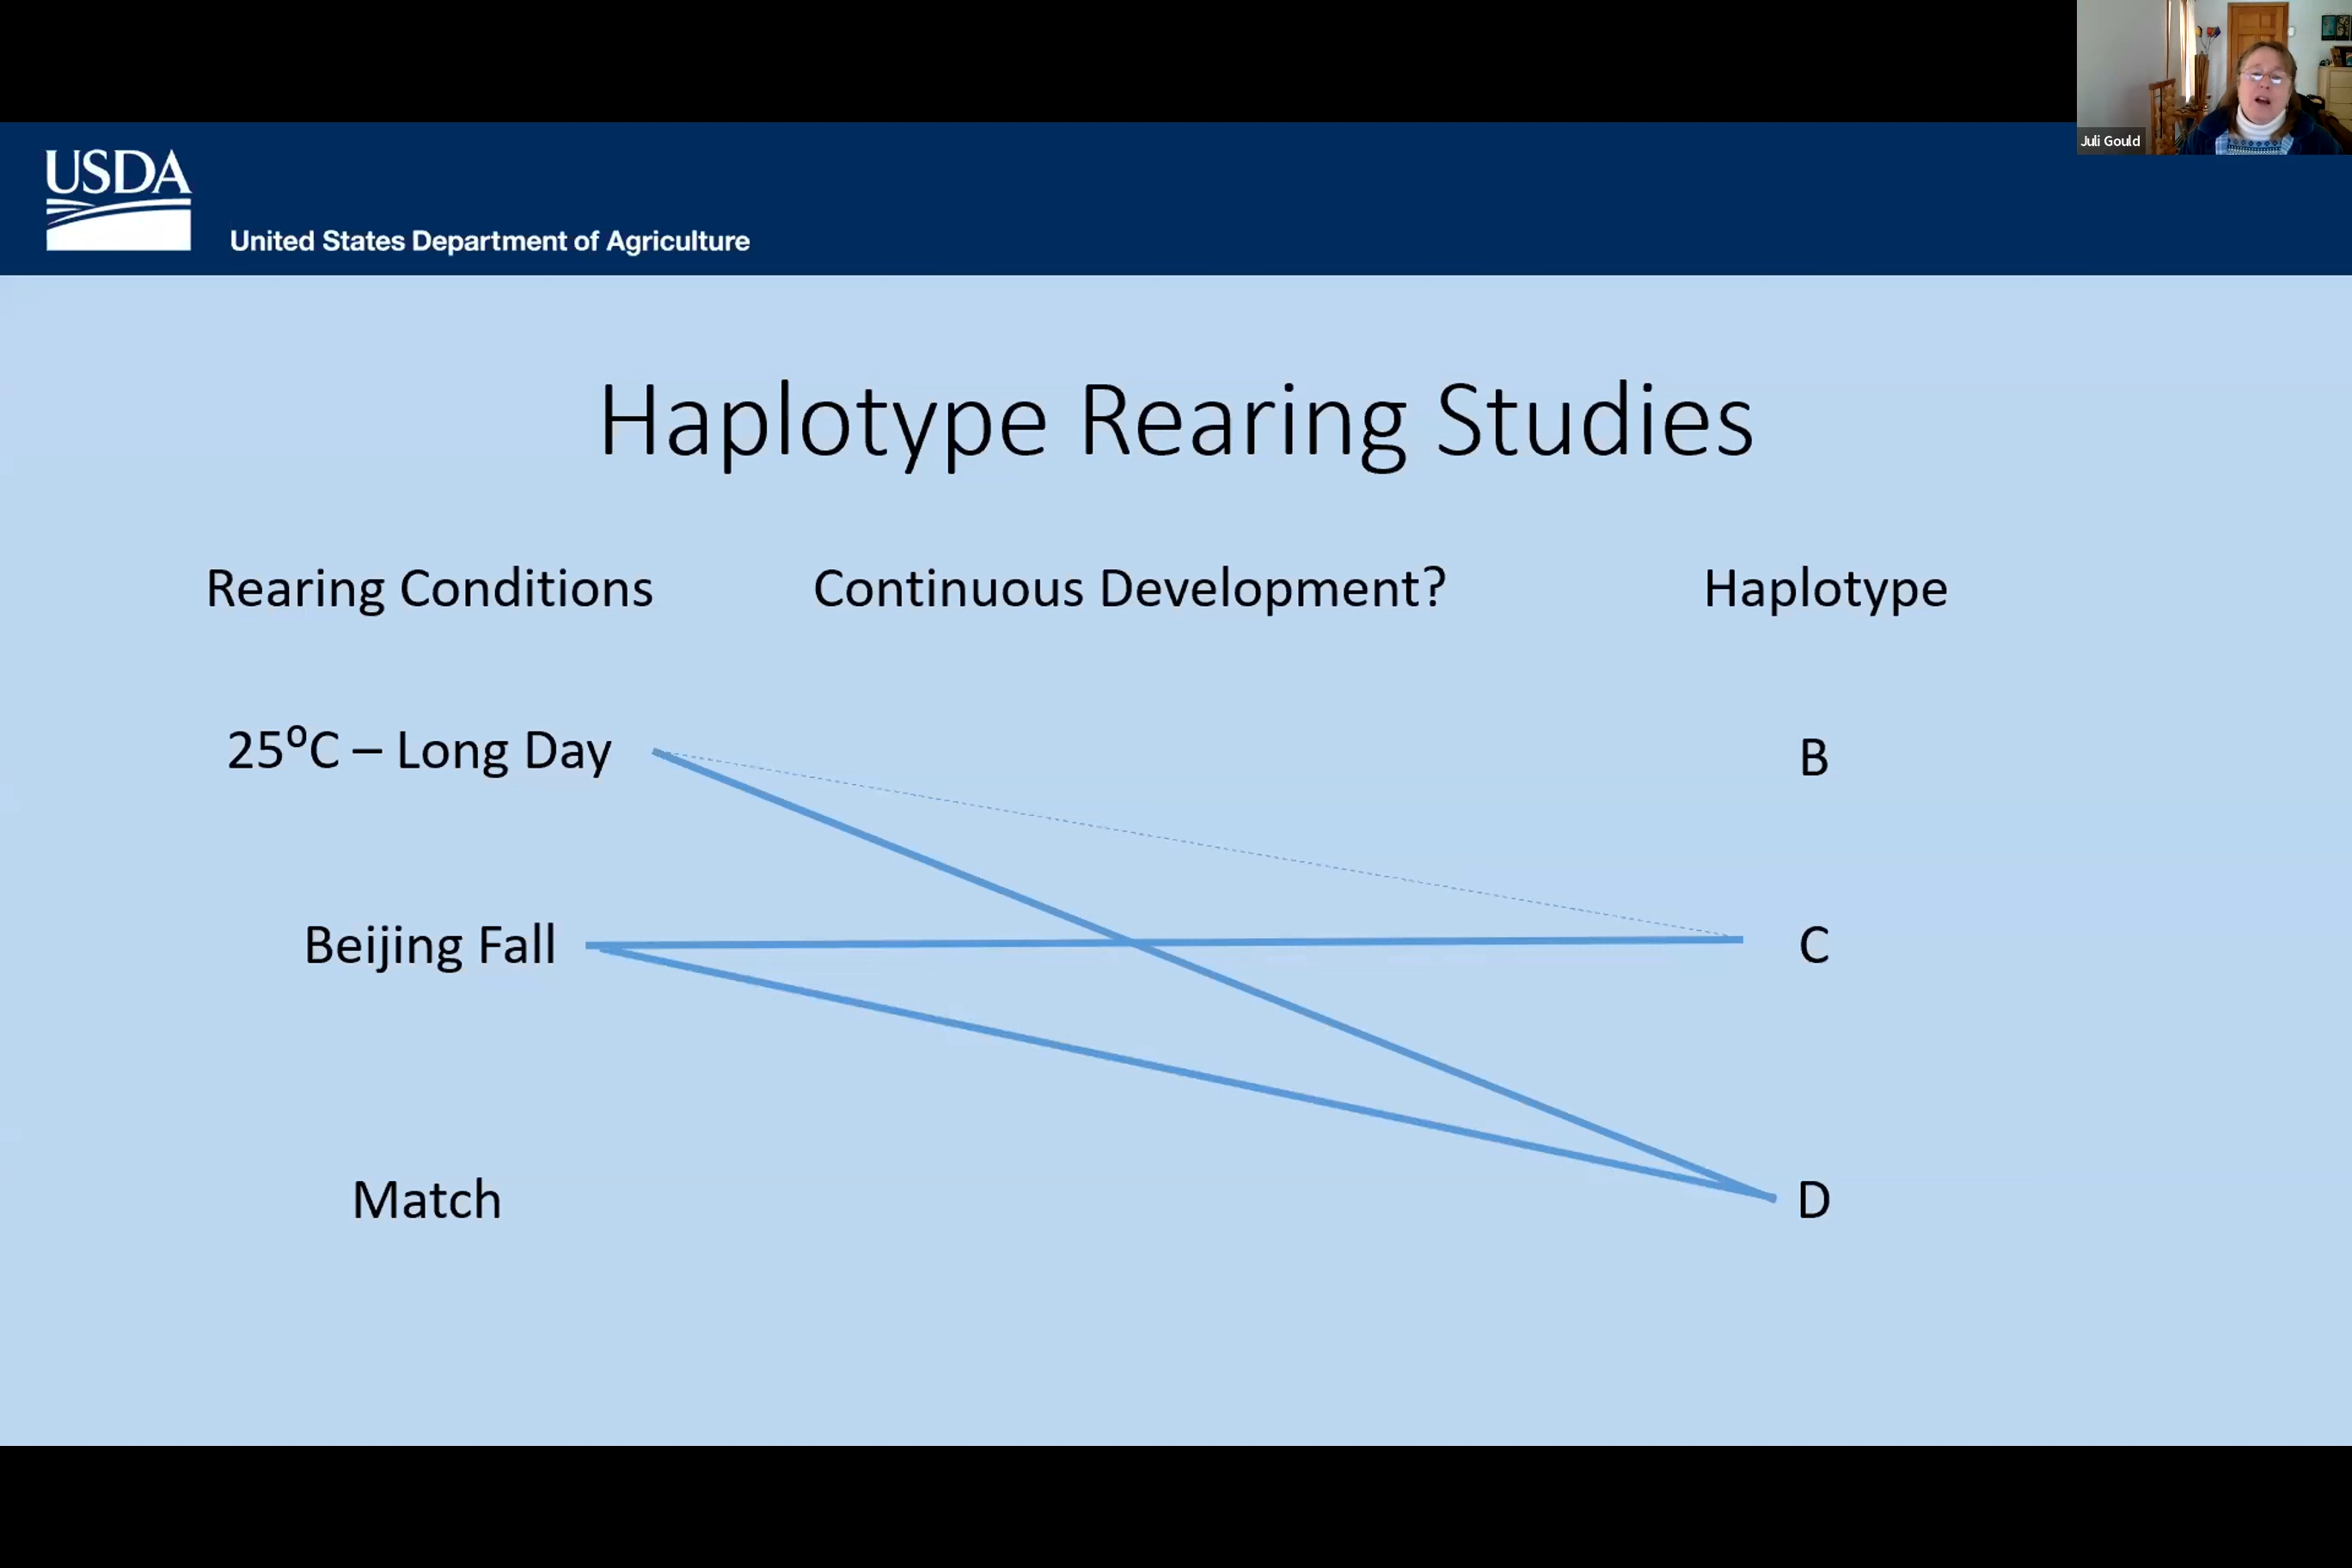 Juli Gould
USDA
United States Department of Agriculture
Haplotype Rearing Studies
Rearing Conditions Continuous Development? Haplotype
25⁰C – Long Day B
Beijing Fall C
Match D